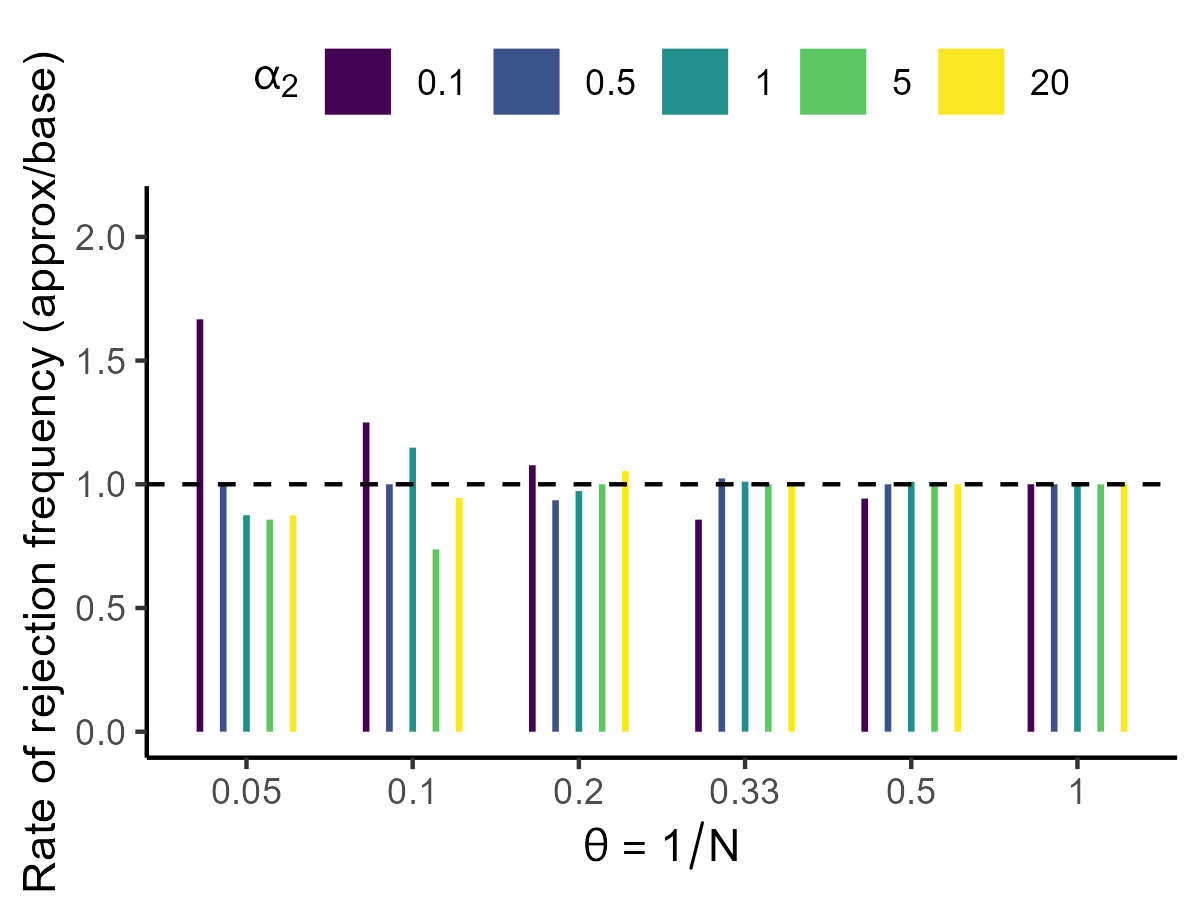 α2 0.1 0.5 1 5 20
Rate of rejection frequency (approx/base)
2.0
1.5
1.0
0.5
0.0
0.05 0.1 0.2 0.33 0.5 1
θ = 1/N